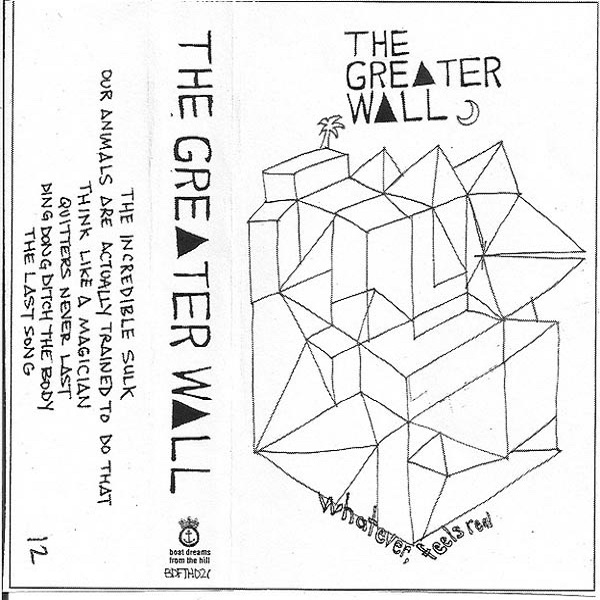 THE INCREDIBLE SULK
OUR ANIMALS ARE ACTUALLY TRAINED TO DO THAT
THINK LIKE A MAGICIAN
QUITTERS NEVER LAST
DING DONG DITCH THE BODY
THE LAST SONG
12
THE GREATER WALL
boat dreams
from the hill
BDFTH021
THE
GREATER
WALL
whatever, feels real